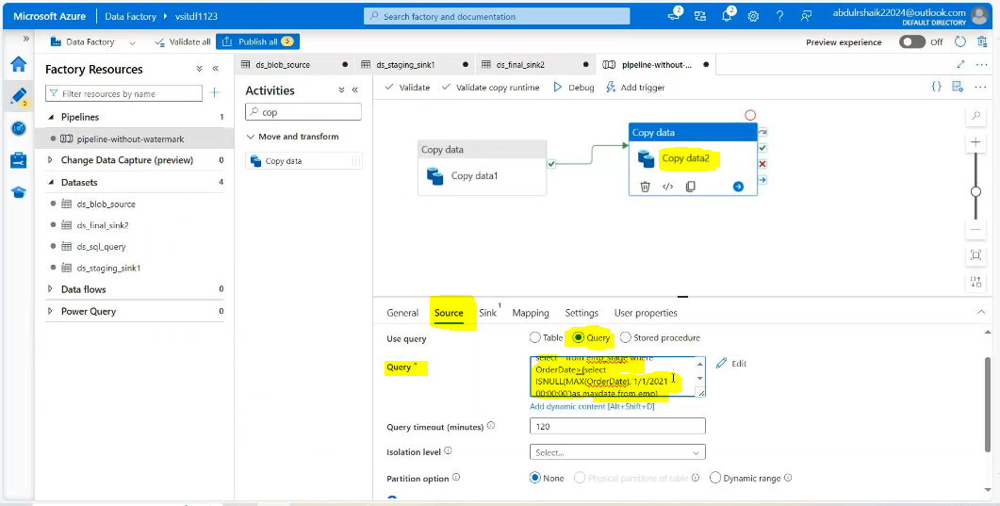 Microsoft Azure
Data Factory
vsitdf1123
Search factory and documentation
2
2
abdulrshaik22024@outlook.com
DEFAULT DIRECTORY
Data Factory
Validate all
Publish all
5
Preview experience
Off
Factory Resources
Filter resources by name
Pipelines
1
pipeline-without-watermark
Change Data Capture (preview)
0
Datasets
4
ds_blob_source
ds_final_sink2
ds_sql_query
ds_staging_sink1
Data flows
0
Power Query
0
ds_blob_source
ds_staging_sink1
ds_final_sink2
pipeline-without-...
Activities
cop
Move and transform
Copy data
Validate
Validate copy runtime
Debug
Add trigger
Copy data
Copy data1
Copy data
Copy data2
General
Source
Sink
1
Mapping
Settings
User properties
Use query
Table
Query
Stored procedure
Query *
select * from emp_stage where
OrderDate>(select
ISNULL(MAX(OrderDate),'1/1/2021
00:00:00')as maxdate from emp)
Edit
Add dynamic content [Alt+Shift+D]
Query timeout (minutes)
120
Isolation level
Select...
Partition option
None
Physical partitions of table
Dynamic range